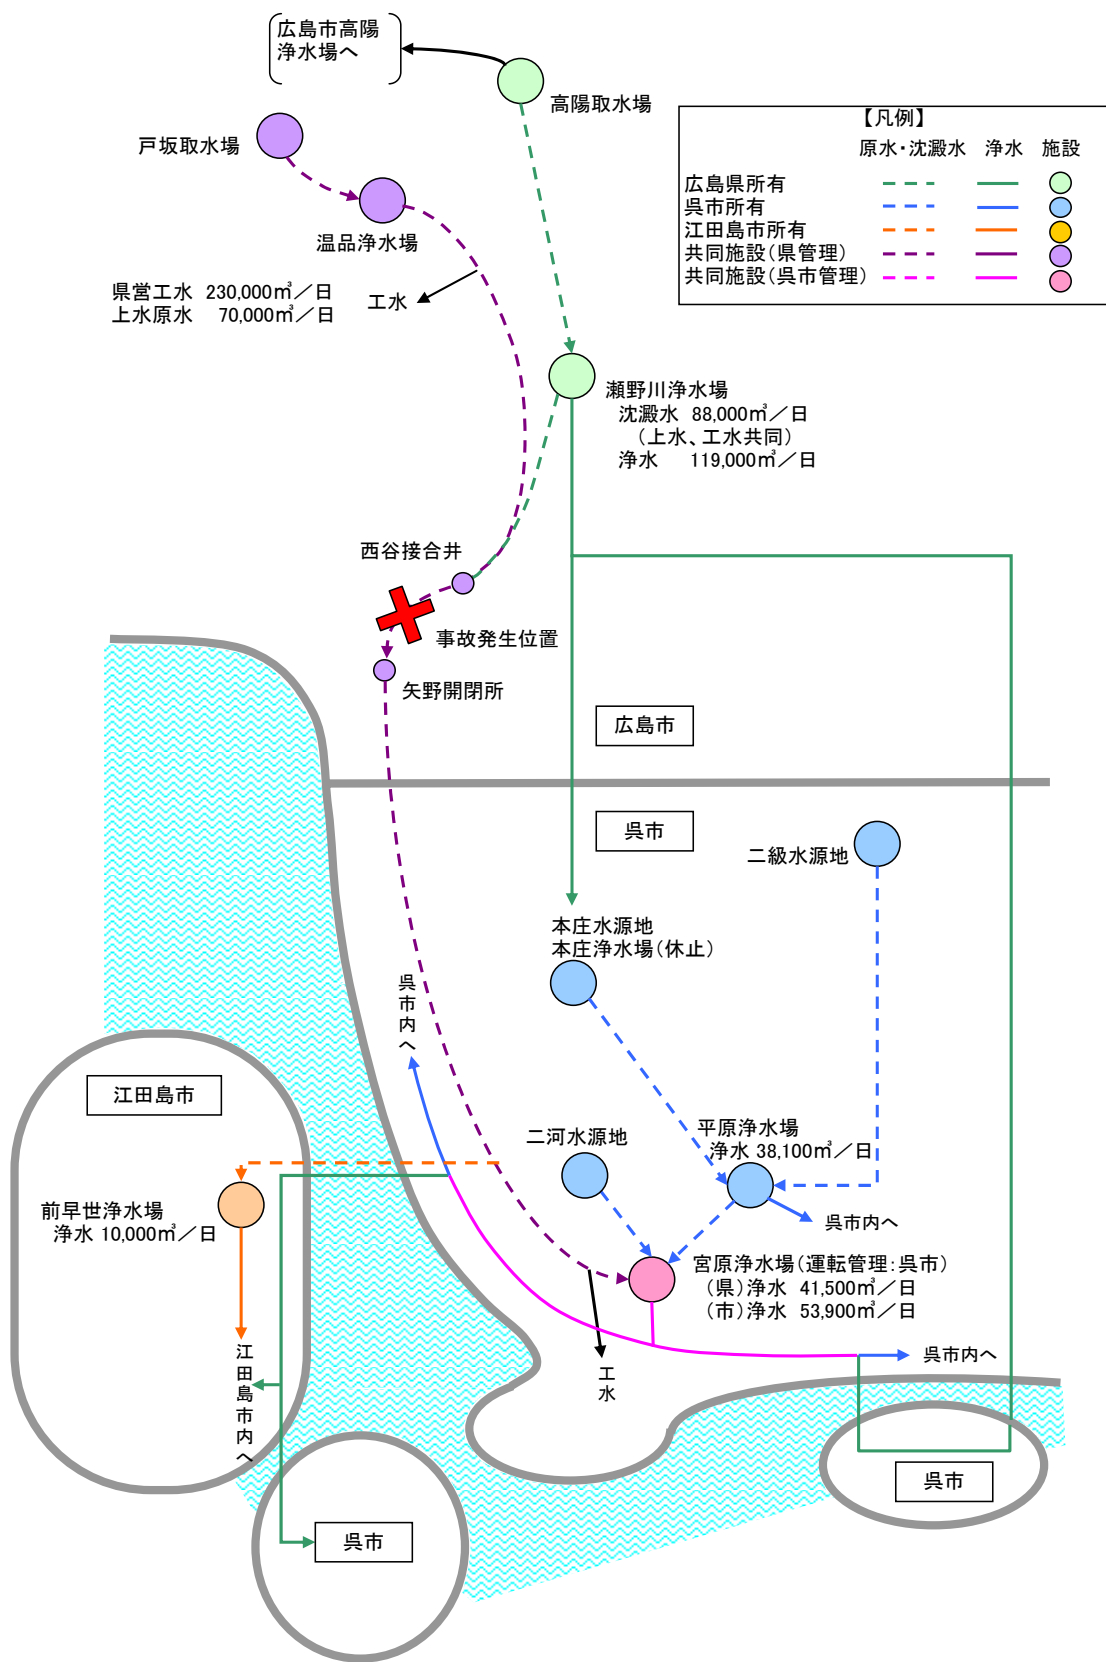 広島市高陽
浄水場へ
高陽取水場
戸坂取水場
温品浄水場
県営工水 230,000㎥／日
上水原水 70,000㎥／日
工水
【凡例】
原水・沈澱水 浄水 施設
広島県所有
呉市所有
江田島市所有
共同施設（県管理）
共同施設（呉市管理）
瀬野川浄水場
沈澱水 88,000㎥／日
（上水、工水共同）
浄水 119,000㎥／日
西谷接合井
事故発生位置
矢野開閉所
広島市
呉市
二級水源地
本庄水源地
本庄浄水場（休止）
呉市内へ
江田島市
二河水源地
平原浄水場
浄水 38,100㎥／日
呉市内へ
前早世浄水場
浄水 10,000㎥／日
宮原浄水場（運転管理：呉市）
（県）浄水 41,500㎥／日
（市）浄水 53,900㎥／日
江田島市内へ
工水
呉市内へ
呉市
呉市